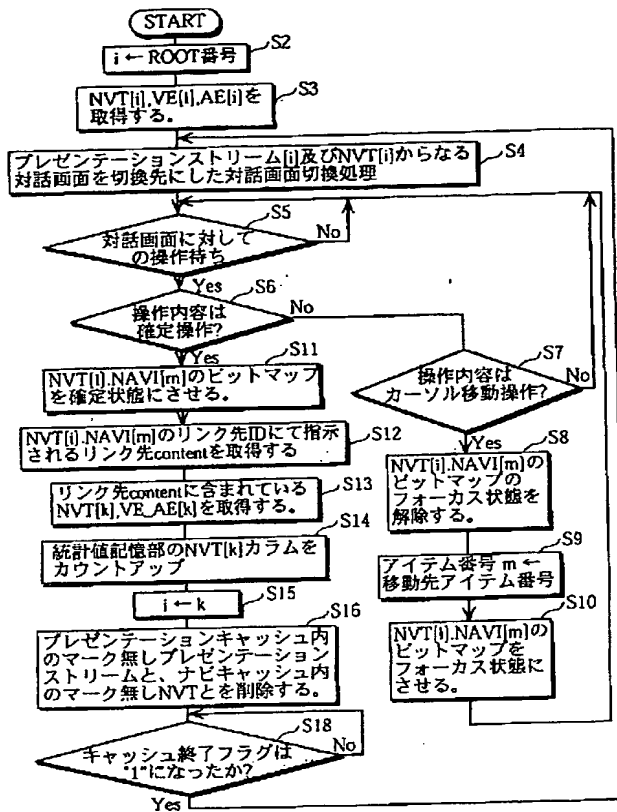 START
S2
i ← ROOT番号
S3
NVT[i],VE[i],AE[i]を
取得する。
S4
プレゼンテーションストリーム[i]及びNVT[i]からなる
対話画面を切換先にした対話画面切換処理
S5
対話画面に対して
の操作待ち
No
Yes
S6
操作内容は
確定操作?
No
Yes
S11
NVT[i].NAVI[m]のビットマップ
を確定状態にさせる。
S12
NVT[i].NAVI[m]のリンク先IDにて指示
されるリンク先contentを取得する
S13
リンク先contentに含まれている
NVT[k],VE_AE[k]を取得する。
S14
統計値記憶部のNVT[k]カラムを
カウントアップ
S15
i ← k
S16
プレゼンテーションキャッシュ内
のマーク無しプレゼンテーション
ストリームと、ナビキャッシュ内
のマーク無しNVTとを削除する。
S18
キャッシュ終了フラグは
"1"になったか?
No
Yes
S7
操作内容は
カーソル移動操作?
No
Yes
S8
NVT[i].NAVI[m]の
ビットマップの
フォーカス状態を
解除する。
S9
アイテム番号 m ←
移動先アイテム番号
S10
NVT[i].NAVI[m]の
ビットマップを
フォーカス状態に
させる。